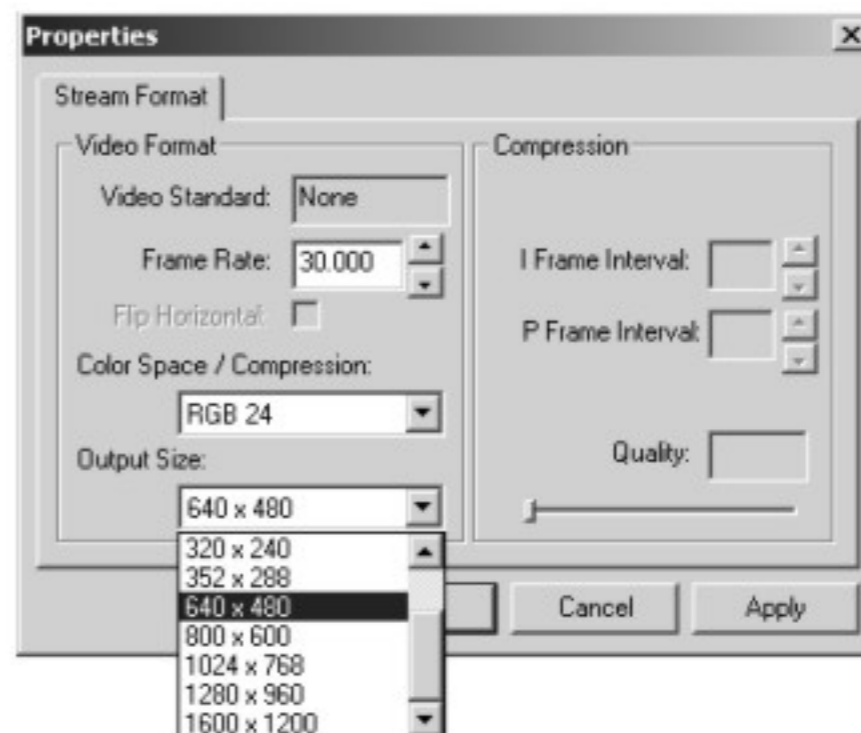 Properties
Stream Format
Video Format
Video Standard: None
Frame Rate: 30.000
Flip Horizontal:
Color Space / Compression:
RGB 24
Output Size:
640 x 480
320 x 240
352 x 288
640 x 480
800 x 600
1024 x 768
1280 x 960
1600 x 1200
Compression
I Frame Interval:
P Frame Interval:
Quality:
Cancel
Apply